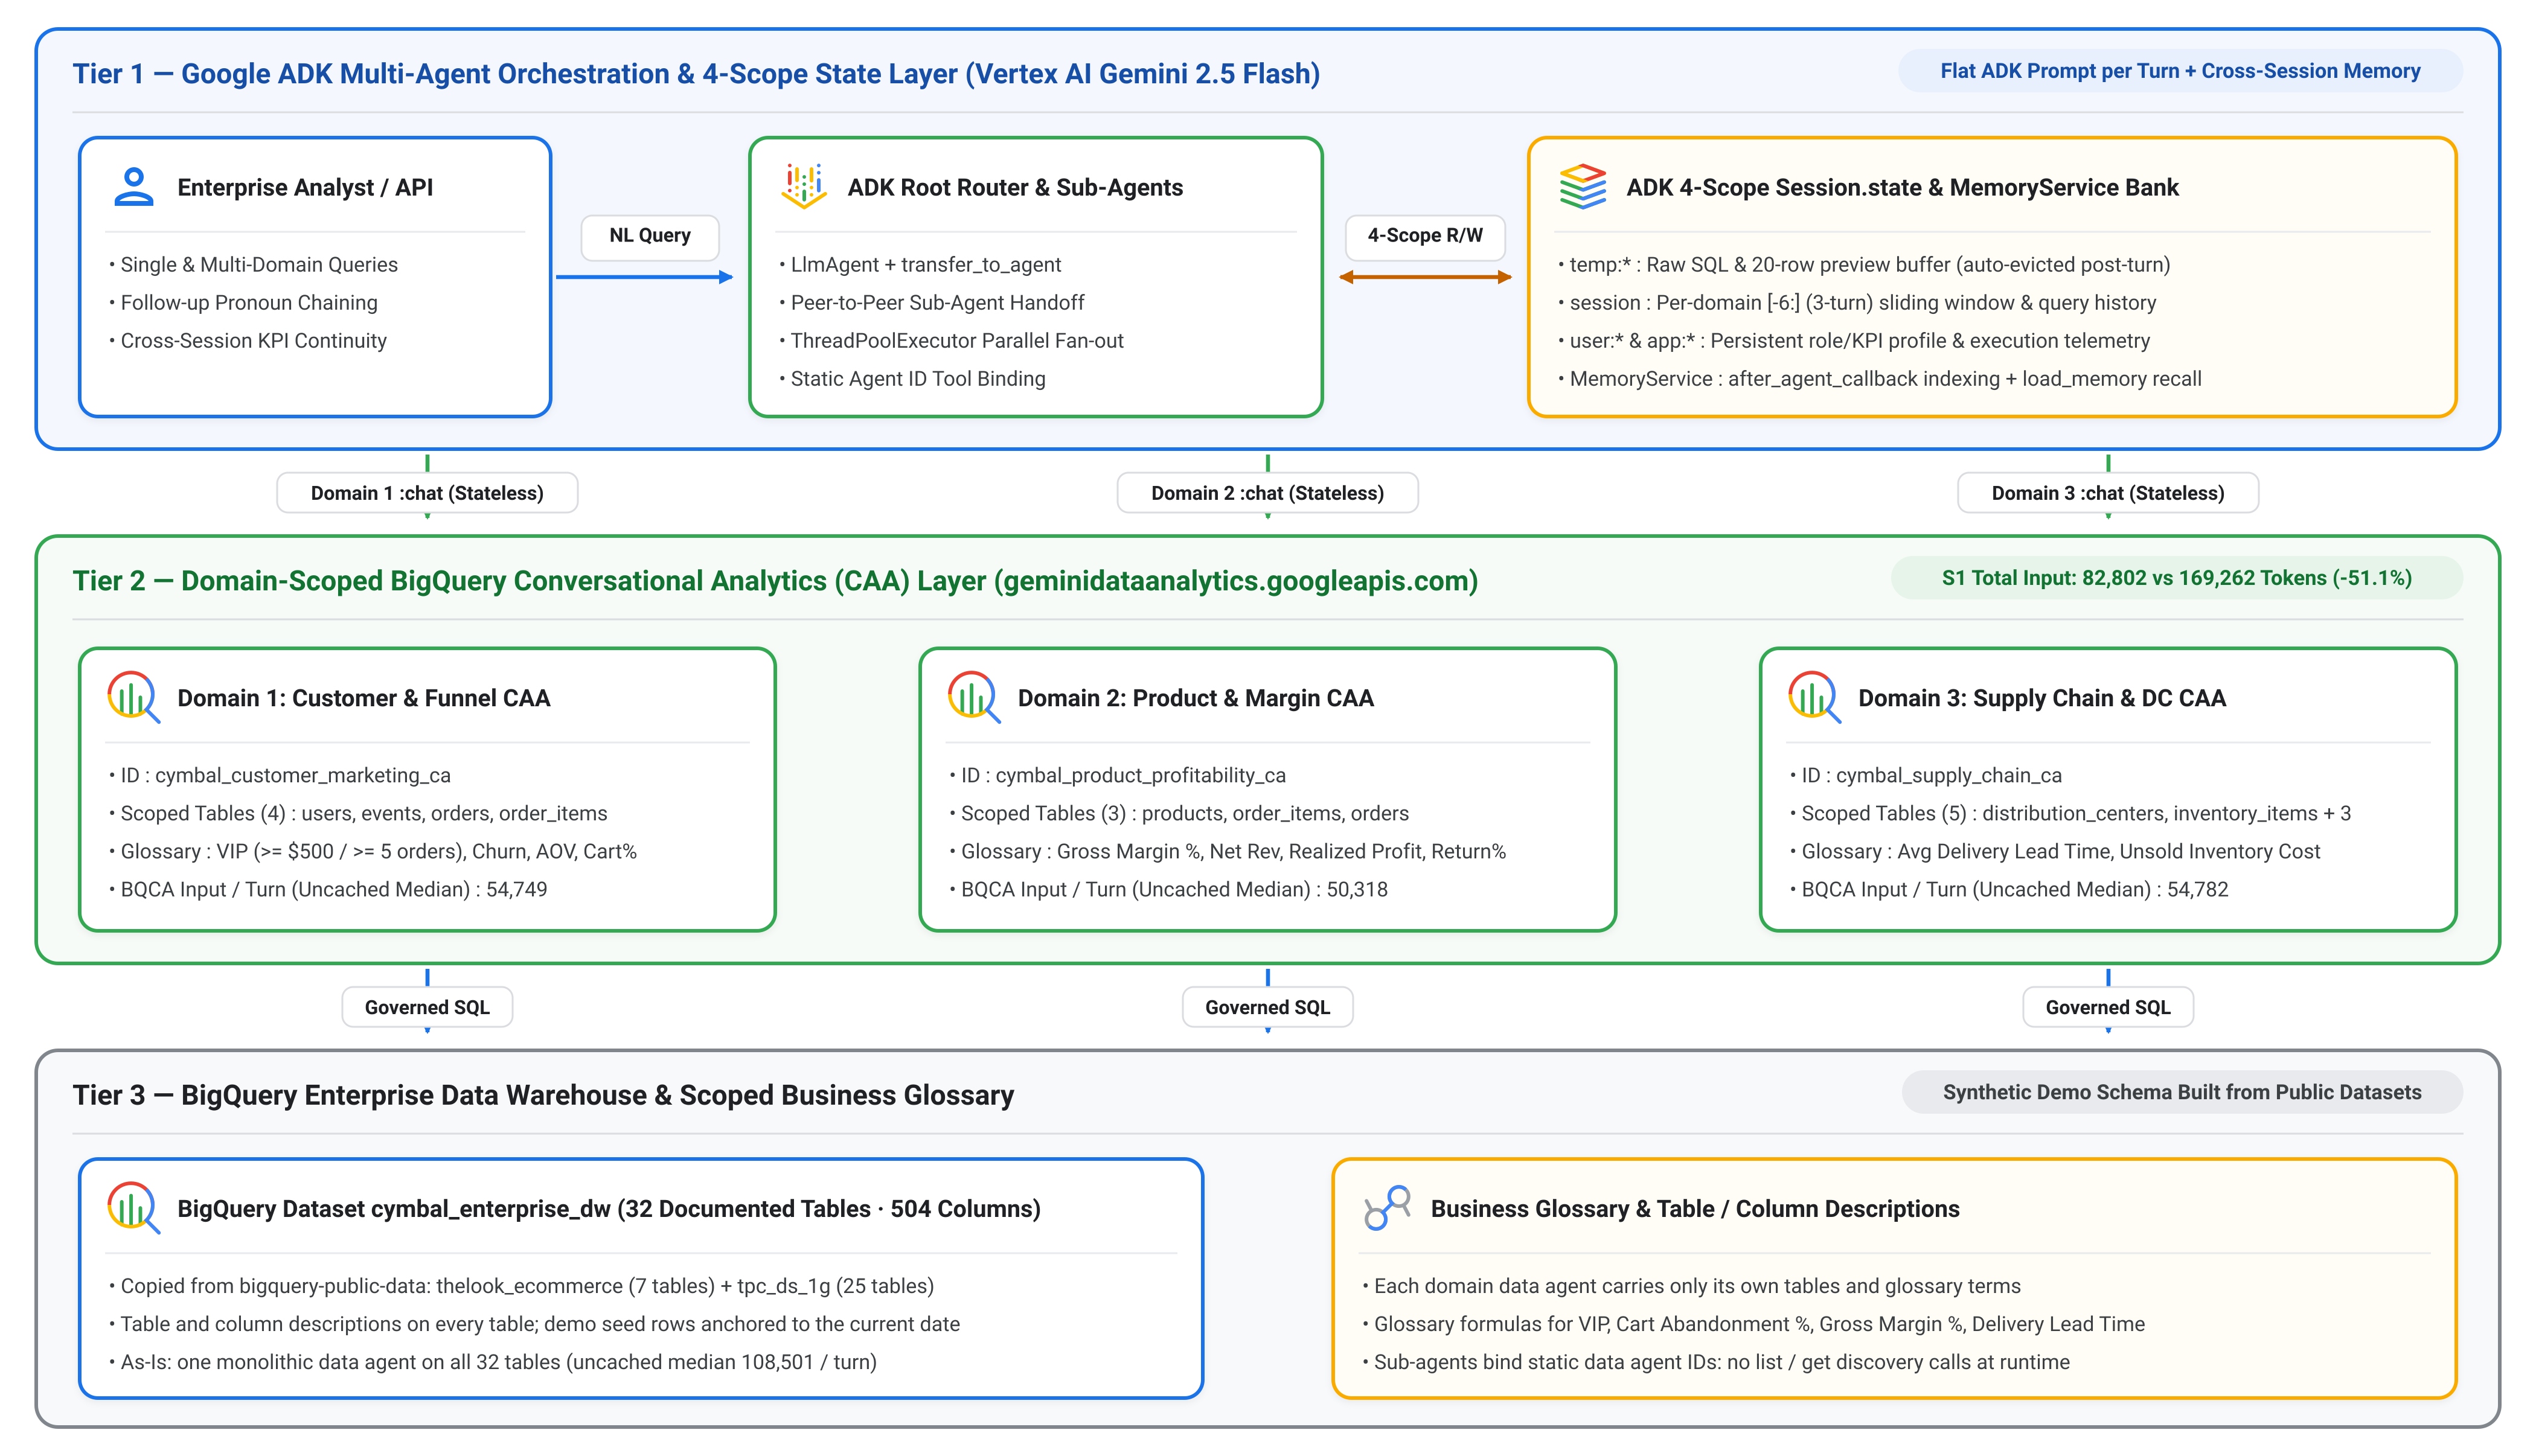 Tier 1 — Google ADK Multi-Agent Orchestration & 4-Scope State Layer (Vertex AI Gemini 2.5 Flash)
Flat ADK Prompt per Turn + Cross-Session Memory
Enterprise Analyst / API
• Single & Multi-Domain Queries
• Follow-up Pronoun Chaining
• Cross-Session KPI Continuity
NL Query
ADK Root Router & Sub-Agents
• LlmAgent + transfer_to_agent
• Peer-to-Peer Sub-Agent Handoff
• ThreadPoolExecutor Parallel Fan-out
• Static Agent ID Tool Binding
4-Scope R/W
ADK 4-Scope Session.state & MemoryService Bank
• temp:* : Raw SQL & 20-row preview buffer (auto-evicted post-turn)
• session : Per-domain [-6:] (3-turn) sliding window & query history
• user:* & app:* : Persistent role/KPI profile & execution telemetry
• MemoryService : after_agent_callback indexing + load_memory recall
Domain 1 :chat (Stateless)
Domain 2 :chat (Stateless)
Domain 3 :chat (Stateless)
Tier 2 — Domain-Scoped BigQuery Conversational Analytics (CAA) Layer (geminidataanalytics.googleapis.com)
S1 Total Input: 82,802 vs 169,262 Tokens (-51.1%)
Domain 1: Customer & Funnel CAA
• ID : cymbal_customer_marketing_ca
• Scoped Tables (4) : users, events, orders, order_items
• Glossary : VIP (>= $500 / >= 5 orders), Churn, AOV, Cart%
• BQCA Input / Turn (Uncached Median) : 54,749
Domain 2: Product & Margin CAA
• ID : cymbal_product_profitability_ca
• Scoped Tables (3) : products, order_items, orders
• Glossary : Gross Margin %, Net Rev, Realized Profit, Return%
• BQCA Input / Turn (Uncached Median) : 50,318
Domain 3: Supply Chain & DC CAA
• ID : cymbal_supply_chain_ca
• Scoped Tables (5) : distribution_centers, inventory_items + 3
• Glossary : Avg Delivery Lead Time, Unsold Inventory Cost
• BQCA Input / Turn (Uncached Median) : 54,782
Governed SQL
Governed SQL
Governed SQL
Tier 3 — BigQuery Enterprise Data Warehouse & Scoped Business Glossary
Synthetic Demo Schema Built from Public Datasets
BigQuery Dataset cymbal_enterprise_dw (32 Documented Tables · 504 Columns)
• Copied from bigquery-public-data: thelook_ecommerce (7 tables) + tpc_ds_1g (25 tables)
• Table and column descriptions on every table; demo seed rows anchored to the current date
• As-Is: one monolithic data agent on all 32 tables (uncached median 108,501 / turn)
Business Glossary & Table / Column Descriptions
• Each domain data agent carries only its own tables and glossary terms
• Glossary formulas for VIP, Cart Abandonment %, Gross Margin %, Delivery Lead Time
• Sub-agents bind static data agent IDs: no list / get discovery calls at runtime